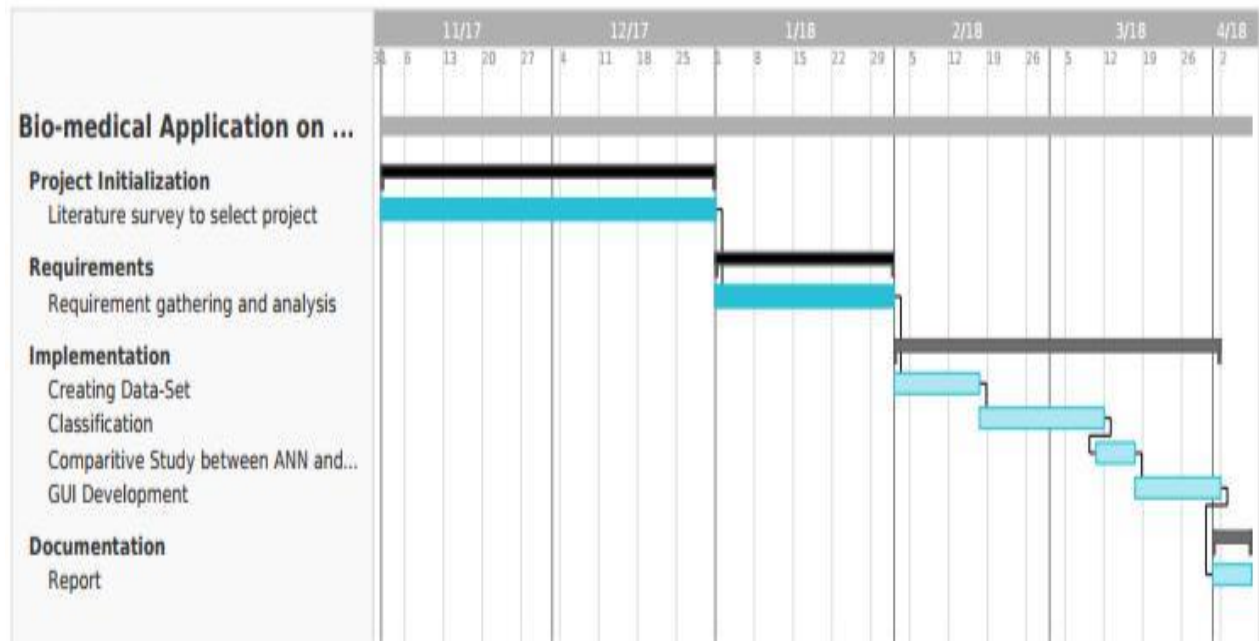 11/17 12/17 1/18 2/18 3/18 4/18
6 13 20 27 4 11 18 25 1 8 15 22 29 5 12 19 26 5 12 19 26 2
Bio-medical Application on ...
Project Initialization
Literature survey to select project
Requirements
Requirement gathering and analysis
Implementation
Creating Data-Set
Classification
Comparitive Study between ANN and...
GUI Development
Documentation
Report